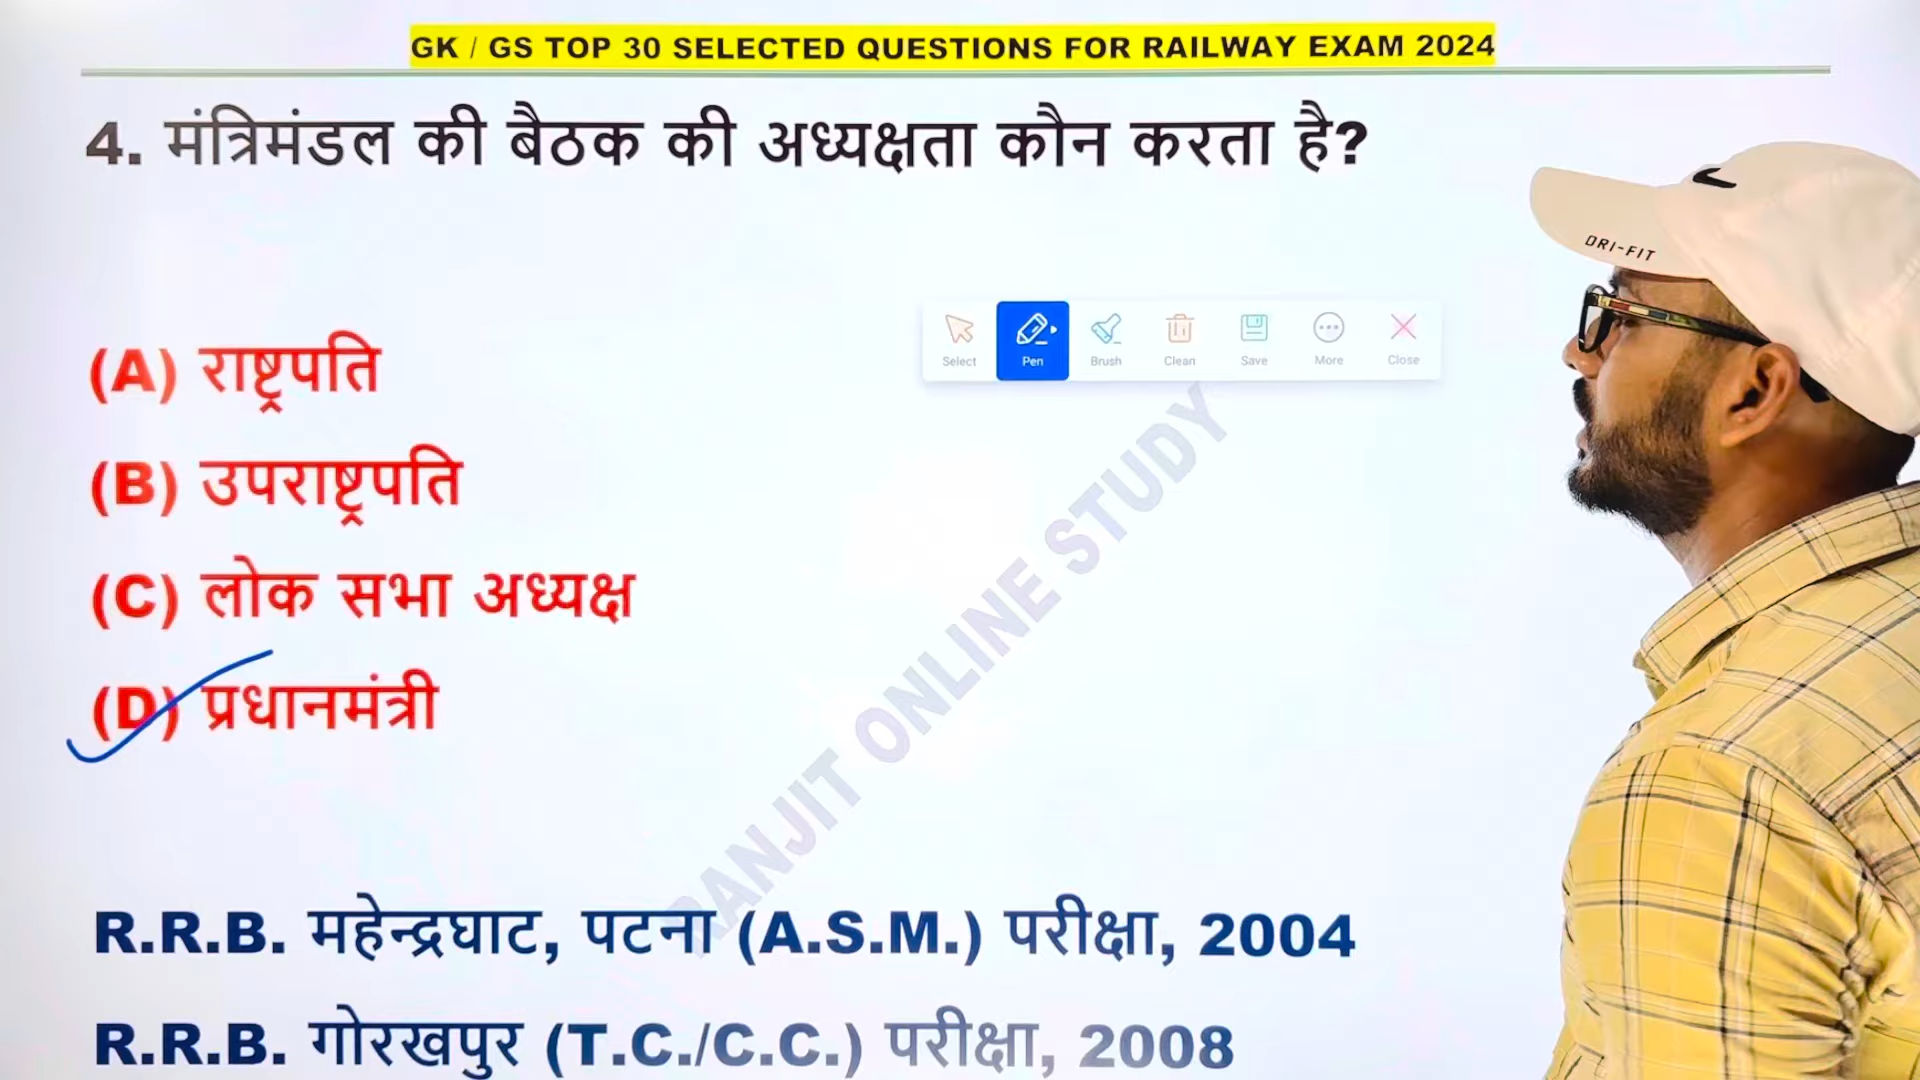 GK / GS TOP 30 SELECTED QUESTIONS FOR RAILWAY EXAM 2024
4. मंत्रिमंडल की बैठक की अध्यक्षता कौन करता है?
DRI-FIT
Select Pen Brush Clean Save More Close
(A) राष्ट्रपति
(B) उपराष्ट्रपति
(C) लोक सभा अध्यक्ष
(D) प्रधानमंत्री
RANJIT ONLINE STUDY
R.R.B. महेन्द्रघाट, पटना (A.S.M.) परीक्षा, 2004
R.R.B. गोरखपुर (T.C./C.C.) परीक्षा, 2008